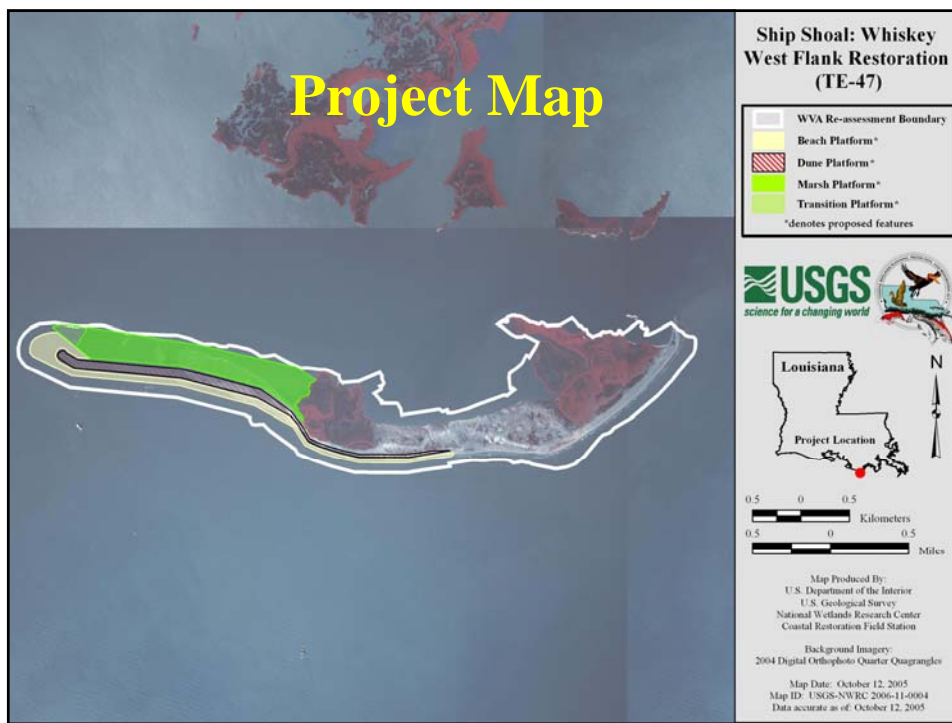 Project Map
Ship Shoal: Whiskey
West Flank Restoration
(TE-47)
WVA Re-assessment Boundary
Beach Platform*
Dune Platform*
Marsh Platform*
Transition Platform*
*denotes proposed features
USGS
science for a changing world
N
Louisiana
Project Location
0.5 0 0.5
Kilometers
0.5 0 0.5
Miles
Map Produced By:
U.S. Department of the Interior
U.S. Geological Survey
National Wetlands Research Center
Coastal Restoration Field Station
Background Imagery:
2004 Digital Orthophoto Quarter Quagrangles
Map Date: October 12, 2005
Map ID: USGS-NWRC 2006-11-0004
Data accurate as of: October 12, 2005